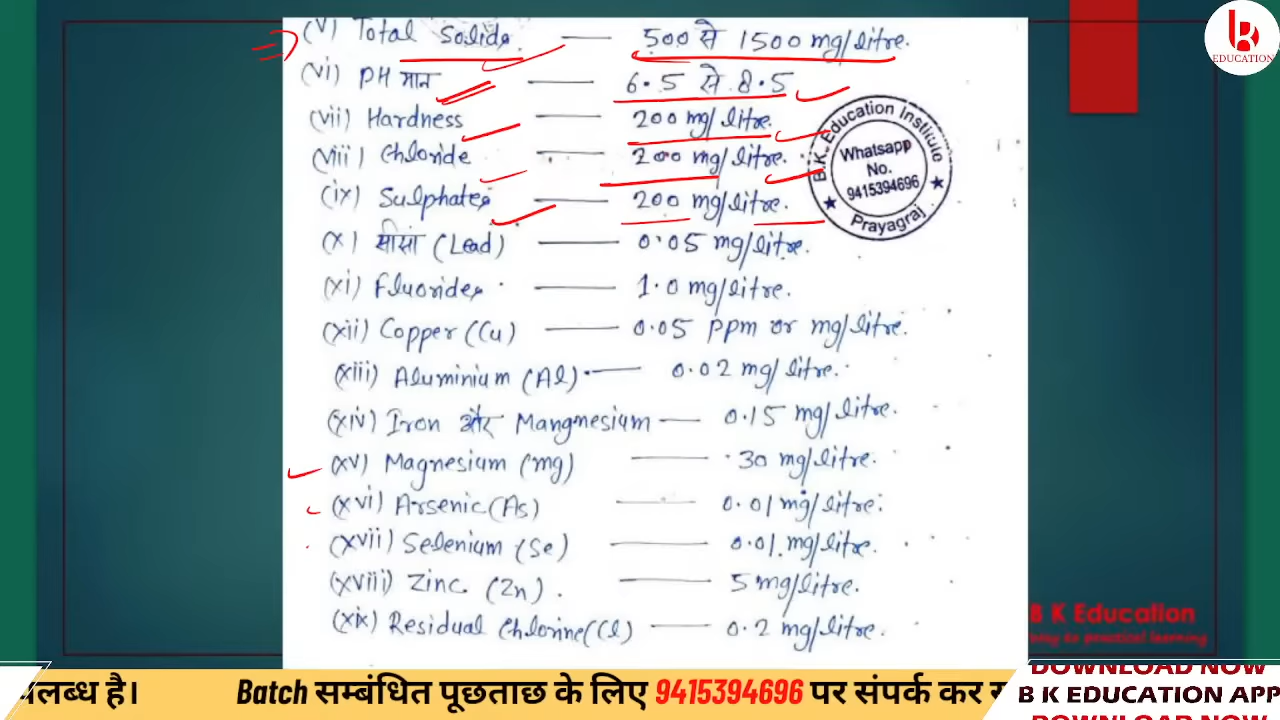 EDUCATION
(v) Total Solids — 500 से 1500 mg/litre.
(vi) PH मान — 6.5 से 8.5
(vii) Hardness — 200 mg/litre.
(viii) Chloride — 200 mg/litre.
(ix) Sulphates — 200 mg/litre.
(x) सीसा (Lead) — 0.05 mg/litre.
(xi) Fluorides — 1.0 mg/litre.
(xii) Copper (Cu) — 0.05 ppm or mg/litre.
(xiii) Aluminium (Al) — 0.02 mg/litre.
(xiv) Iron और Mangnesium — 0.15 mg/litre.
(xv) Magnesium (mg) — 30 mg/litre.
(xvi) Arsenic (As) — 0.01 mg/litre.
(xvii) Selenium (Se) — 0.01 mg/litre.
(xviii) Zinc (Zn). — 5 mg/litre.
(xix) Residual Chlorine (Cl) — 0.2 mg/litre.
B.K. Education Institute
Whatsapp
No.
9415394696
Prayagraj
B K Education
way to practical learning
है। Batch सम्बंधित पूछताछ के लिए 9415394696 पर संपर्क कर
DOWNLOAD NOW
B K EDUCATION APP
DOWNLOAD NOW